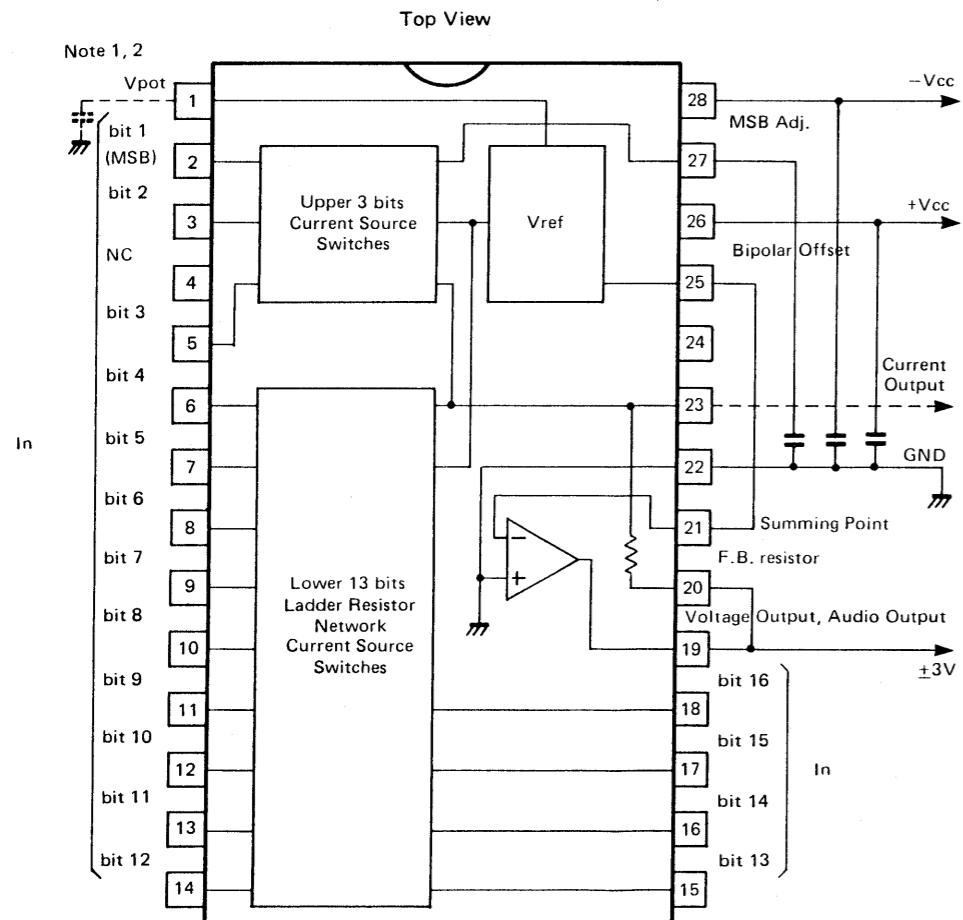 Top View
Note 1, 2
Vpot
1
28
−Vcc
bit 1
(MSB)
2
MSB Adj.
27
bit 2
3
Upper 3 bits
Current Source
Switches
Vref
26
+Vcc
NC
4
Bipolar Offset
25
bit 3
5
24
bit 4
6
23
Current
Output
In
bit 5
7
22
GND
bit 6
8
21
Summing Point
bit 7
9
F.B. resistor
20
bit 8
10
Voltage Output, Audio Output
19
±3V
−
+
Lower 13 bits
Ladder Resistor
Network
Current Source
Switches
bit 9
11
bit 16
18
bit 10
12
bit 15
17
In
bit 11
13
bit 14
16
bit 12
14
bit 13
15